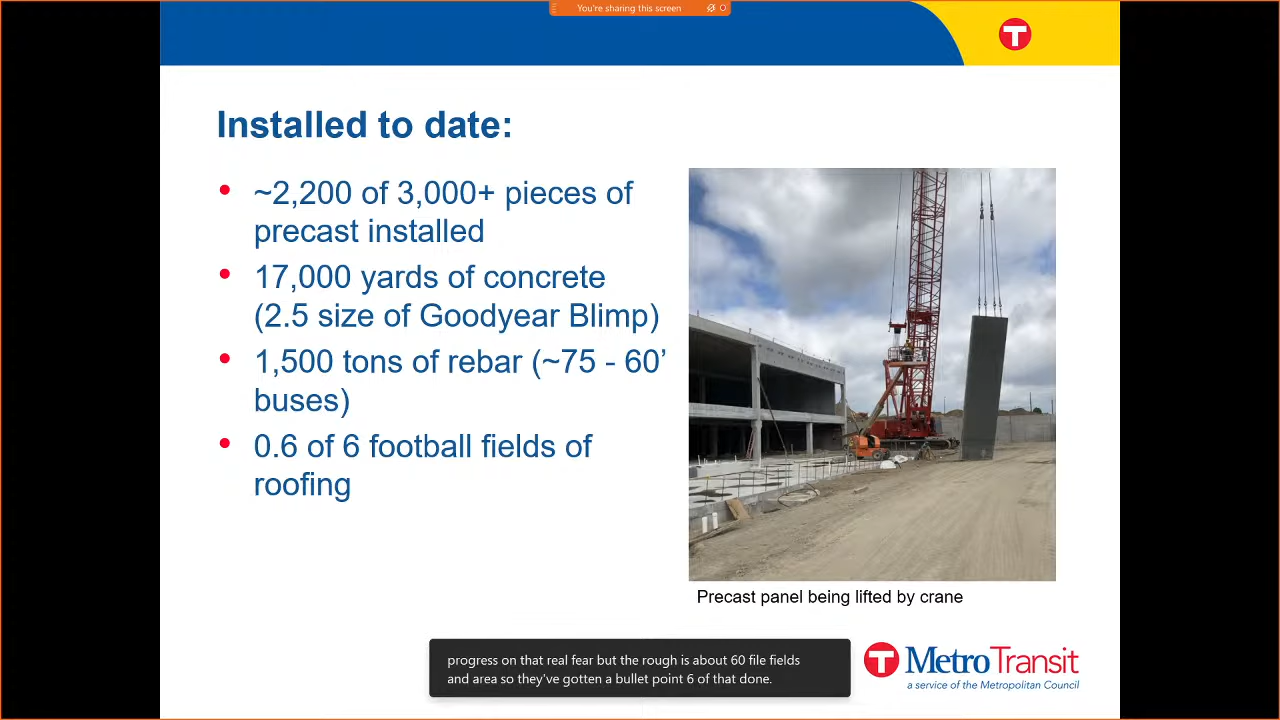 You're sharing this screen
T
Installed to date:
• ~2,200 of 3,000+ pieces of
precast installed
• 17,000 yards of concrete
(2.5 size of Goodyear Blimp)
• 1,500 tons of rebar (~75 - 60’
buses)
• 0.6 of 6 football fields of
roofing
Precast panel being lifted by crane
progress on that real fear but the rough is about 60 file fields
and area so they've gotten a bullet point 6 of that done.
T MetroTransit
a service of the Metropolitan Council